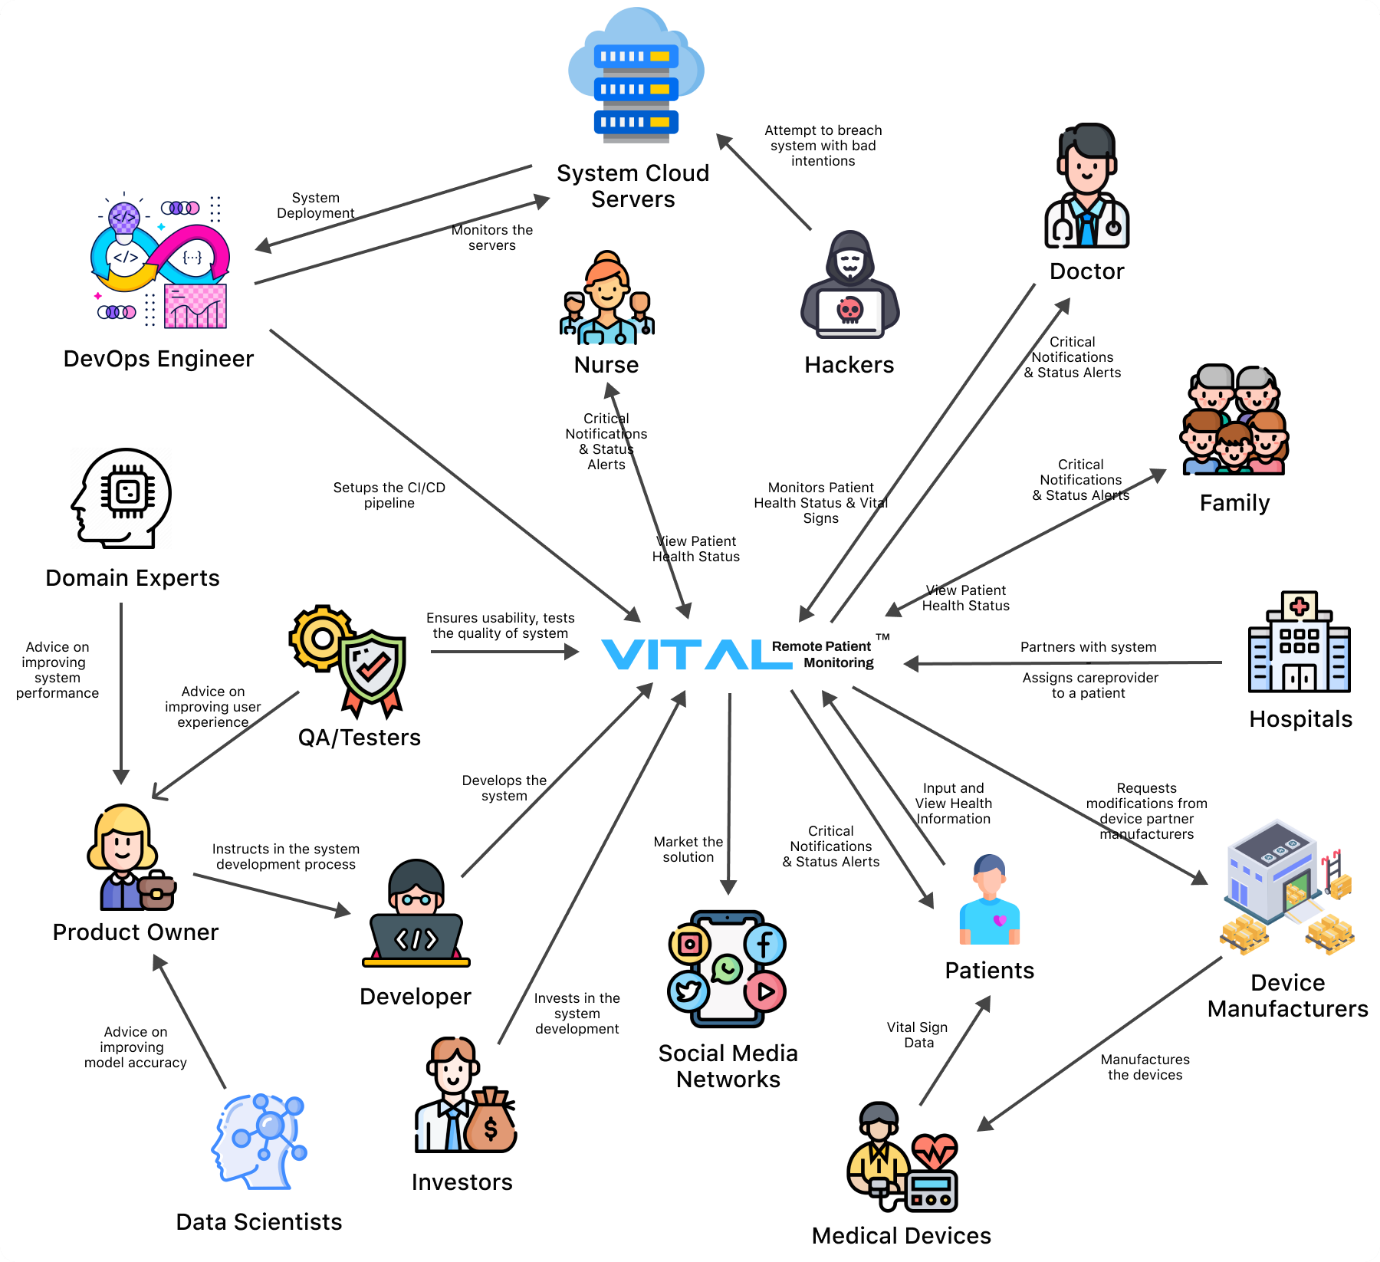 Attempt to breach
system with bad
intentions
System Cloud
Servers
System
Deployment
Monitors the
servers
Doctor
DevOps Engineer
Nurse
Hackers
Critical
Notifications
& Status Alerts
Critical
Notifications
& Status
Alerts
Setups the CI/CD
pipeline
Monitors Patient
Health Status & Vital
Signs
Critical
Notifications
& Status Alerts
Family
View Patient
Health Status
Domain Experts
View Patient
Health Status
Ensures usability, tests
the quality of system
VITAL Remote Patient
Monitoring ™
Partners with system
Assigns careprovider
to a patient
Hospitals
Advice on
improving
system
performance
Advice on
improving user
experience
QA/Testers
Develops the
system
Input and
View Health
Information
Requests
modifications from
device partner
manufacturers
Market the
solution
Critical
Notifications
& Status Alerts
Instructs in the system
development process
Product Owner
</>
Developer
Patients
Device
Manufacturers
Invests in the
system
development
Social Media
Networks
Vital Sign
Data
Advice on
improving
model accuracy
Manufactures
the devices
$
Investors
Data Scientists
Medical Devices
</>
</>
{...}
f